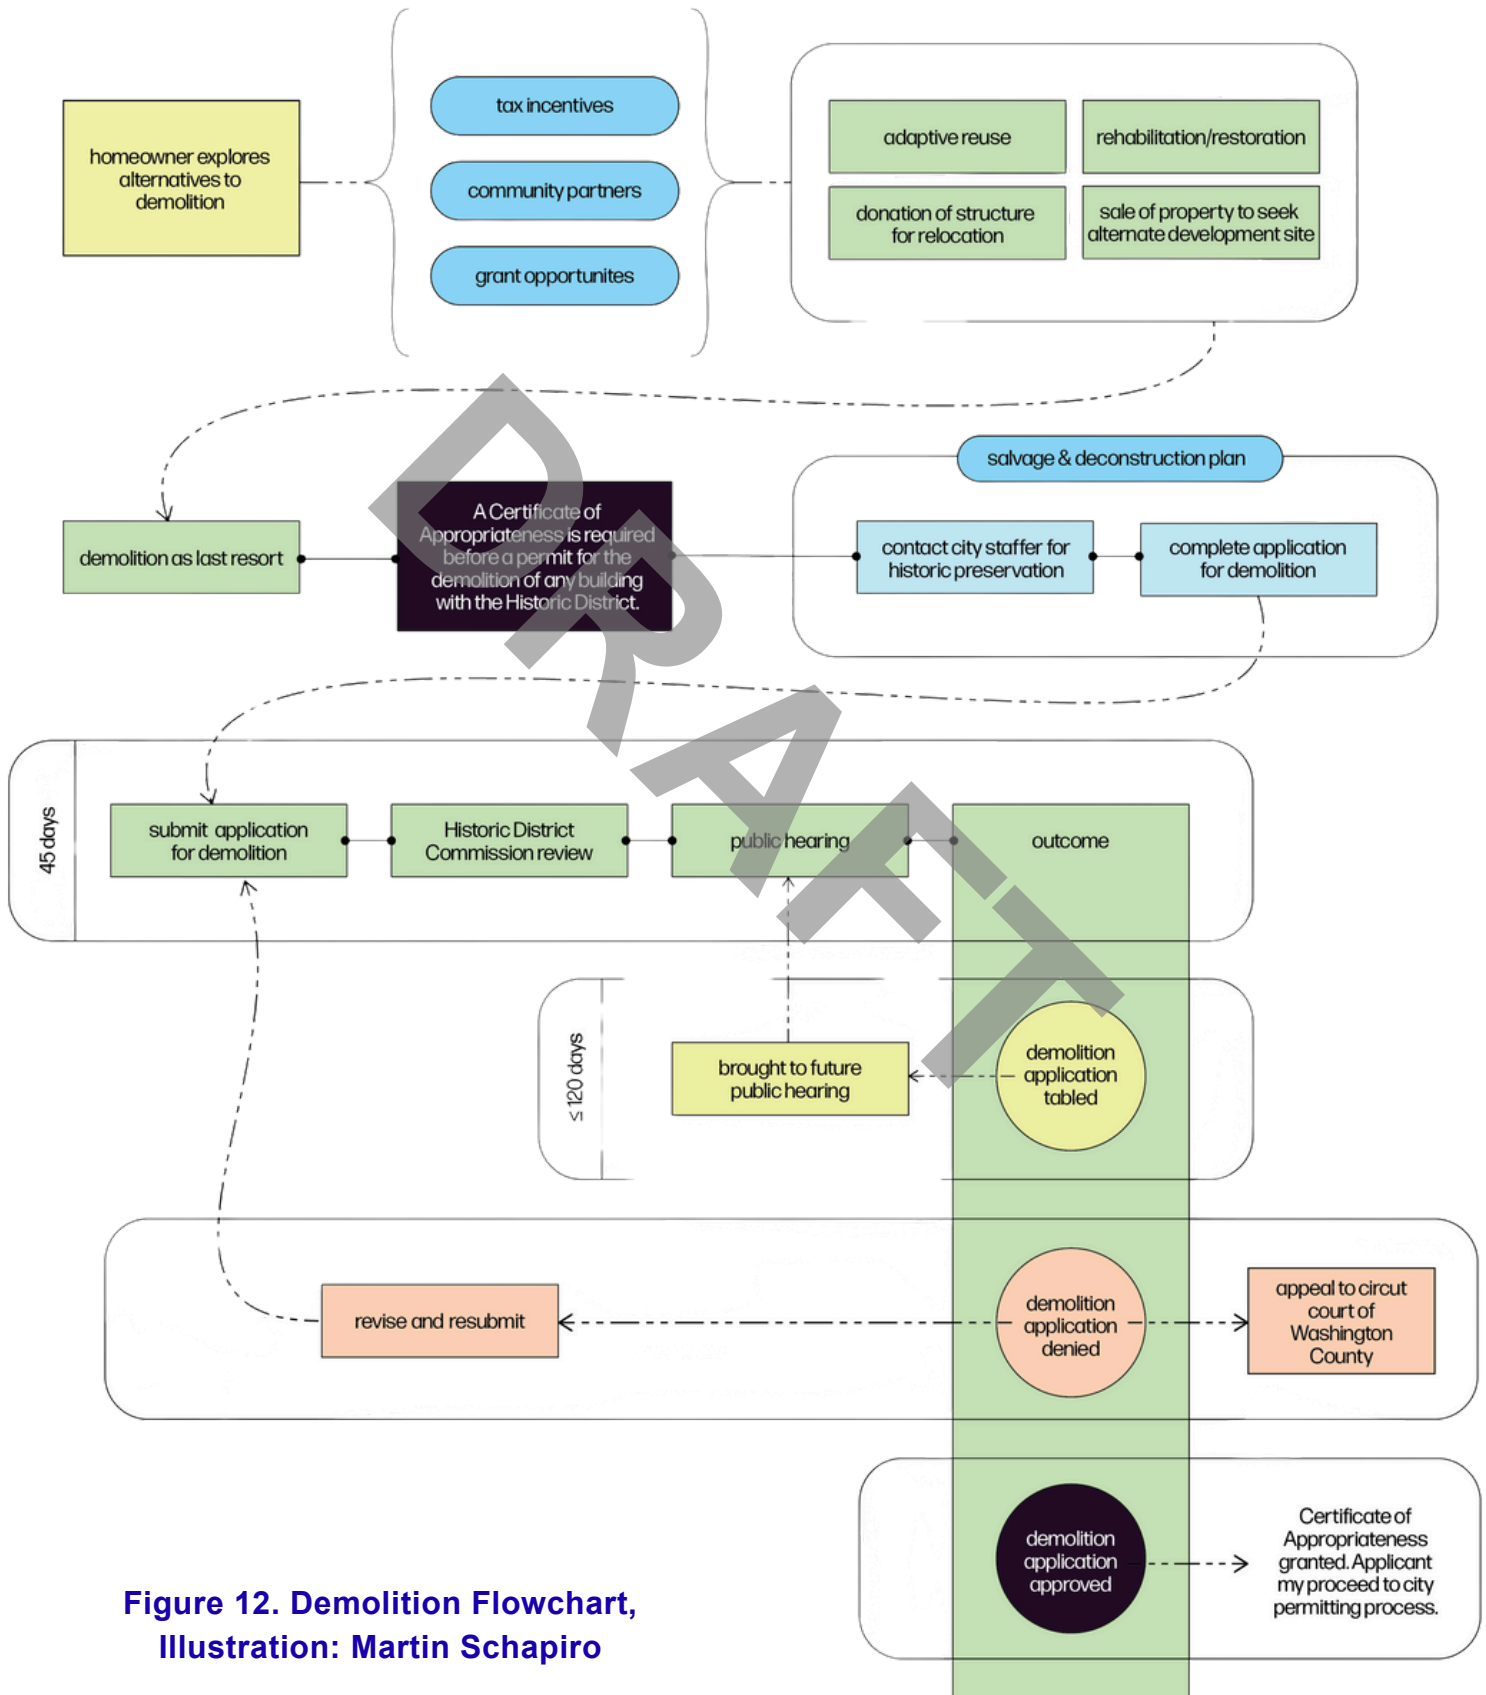 homeowner explores
alternatives to
demolition
tax incentives
community partners
grant opportunites
adaptive reuse
rehabilitation/restoration
donation of structure
for relocation
sale of property to seek
alternate development site
salvage & deconstruction plan
demolition as last resort
A Certificate of
Appropriateness is required
before a permit for the
demolition of any building
with the Historic District.
contact city staffer for
historic preservation
complete application
for demolition
45 days
submit application
for demolition
Historic District
Commission review
public hearing
outcome
≤ 120 days
brought to future
public hearing
demolition
application
tabled
revise and resubmit
demolition
application
denied
appeal to circut
court of
Washington
County
demolition
application
approved
Certificate of
Appropriateness
granted. Applicant
my proceed to city
permitting process.
DRAFT
Figure 12. Demolition Flowchart,
Illustration: Martin Schapiro